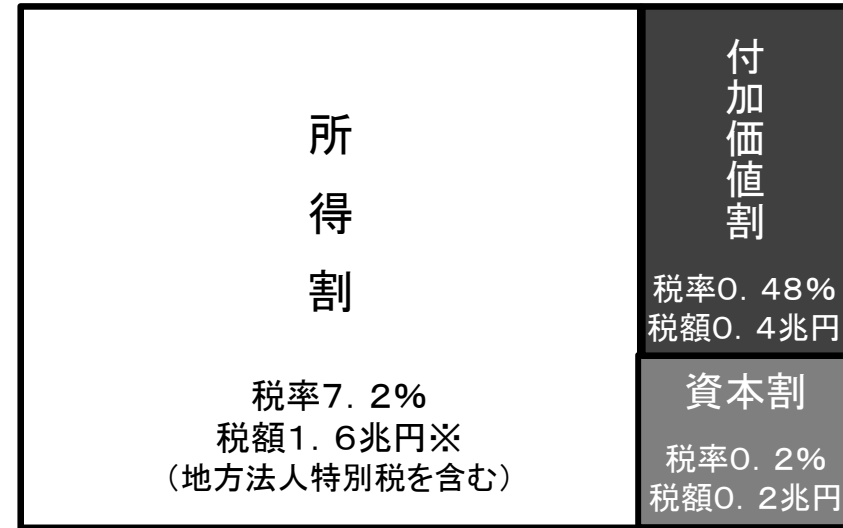 所得割
税率7．2％
税額1．6兆円※
（地方法人特別税を含む）
付加価値割
税率0．48％
税額0．4兆円
資本割
税率0．2％
税額0．2兆円